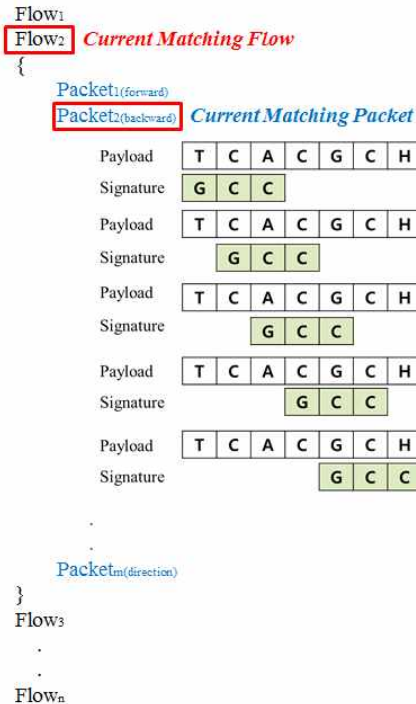 Flow1
Flow2 Current Matching Flow
{
Packet1(forward)
Packet2(backward) Current Matching Packet
Payload T C A C G C H
Signature G C C
Payload T C A C G C H
Signature G C C
Payload T C A C G C H
Signature G C C
Payload T C A C G C H
Signature G C C
Payload T C A C G C H
Signature G C C
.
.
Packetm(direction)
}
Flow3
.
.
Flown